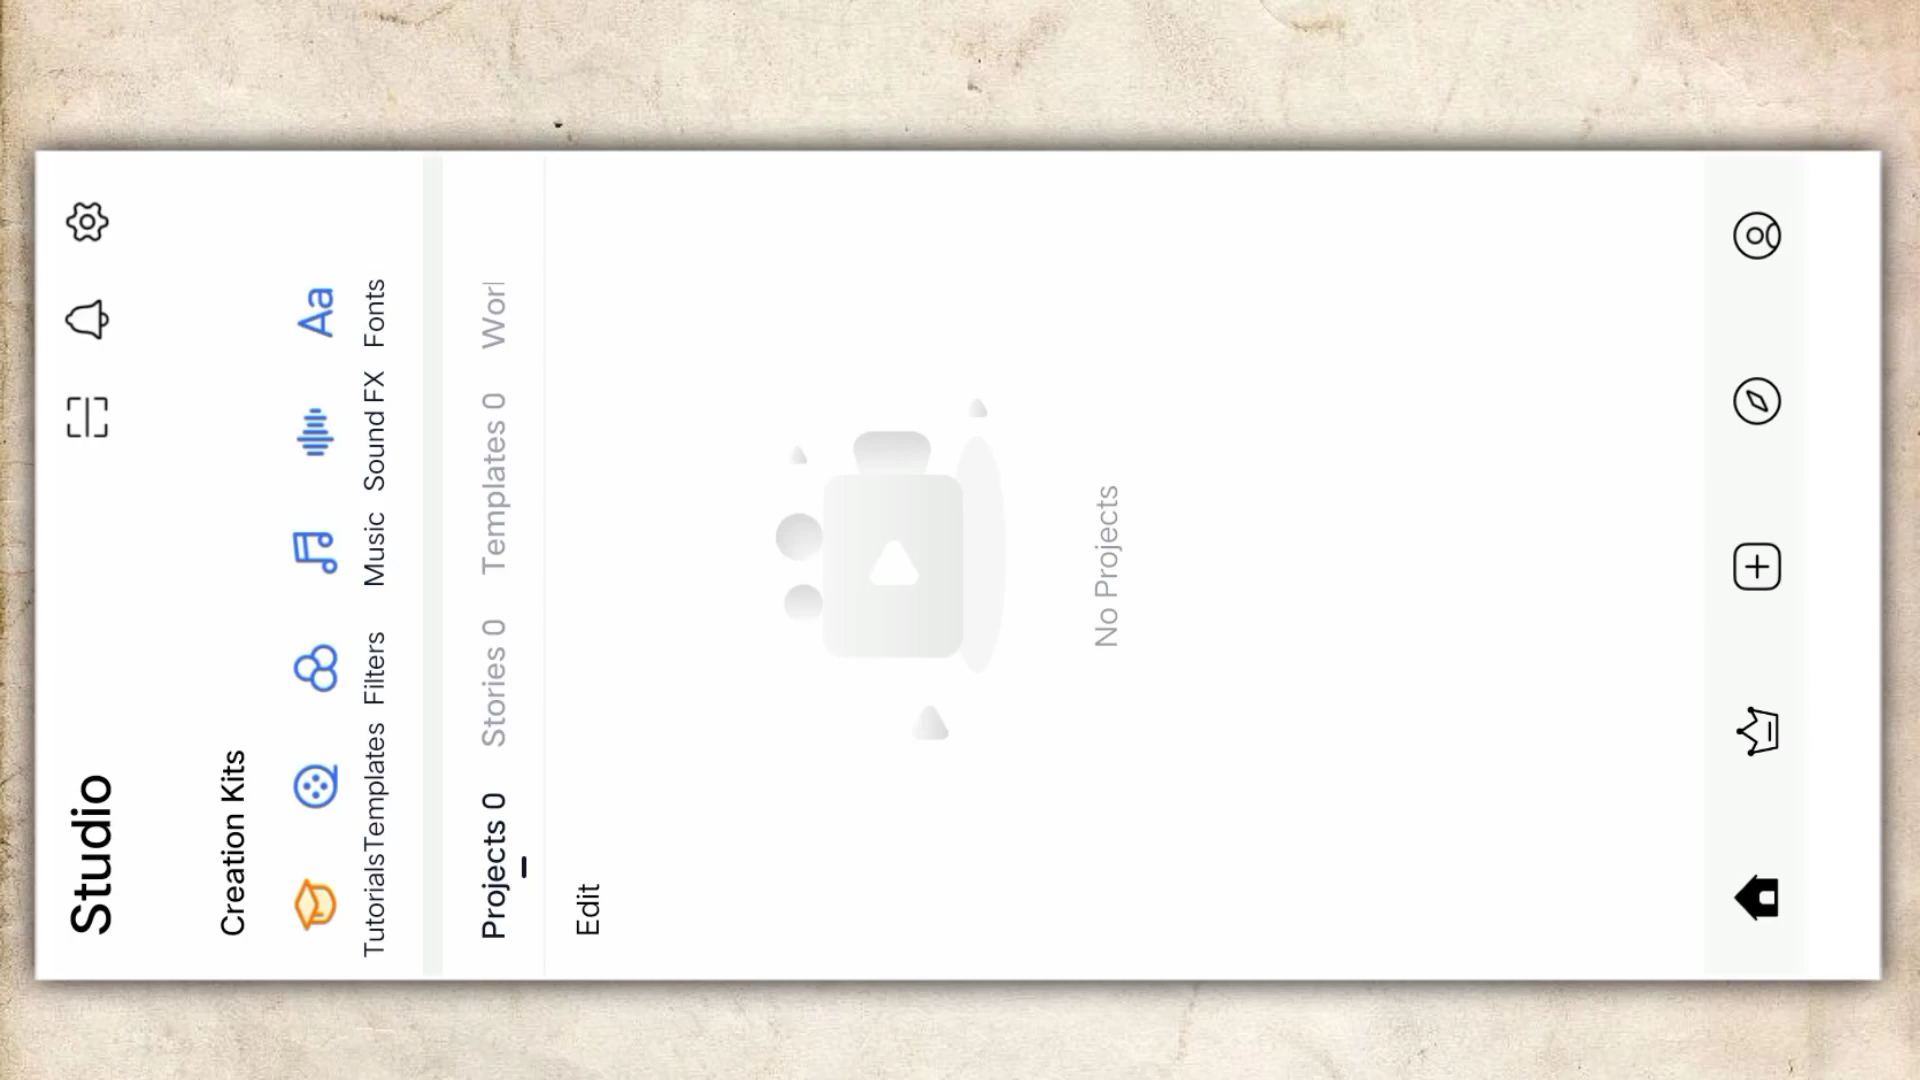 Studio
Creation Kits
Tutorials Templates Filters Music Sound FX Fonts
Projects 0 Stories 0 Templates 0
Edit
No Projects